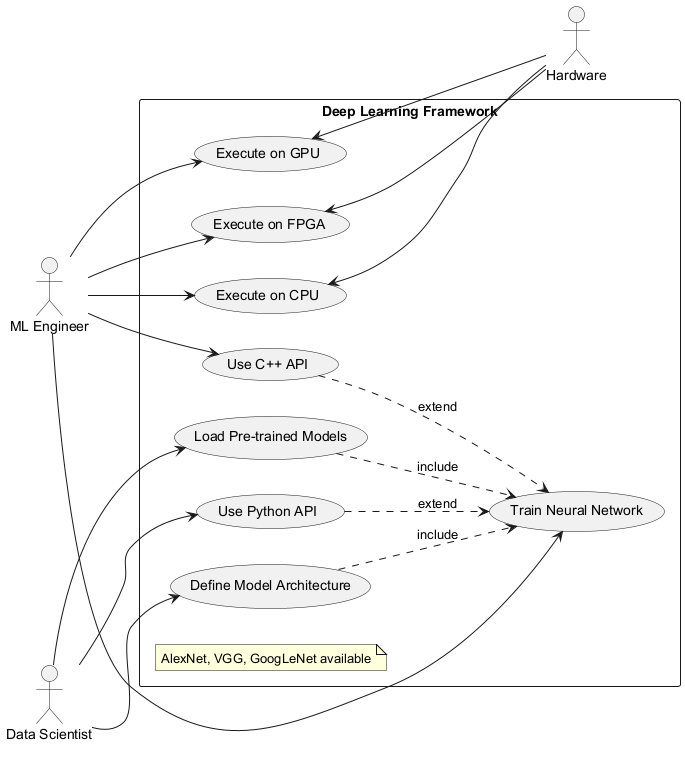 Hardware
Deep Learning Framework
Execute on GPU
Execute on FPGA
Execute on CPU
ML Engineer
Use C++ API
extend
Load Pre-trained Models
include
Use Python API
extend
Train Neural Network
include
Define Model Architecture
AlexNet, VGG, GoogLeNet available
Data Scientist